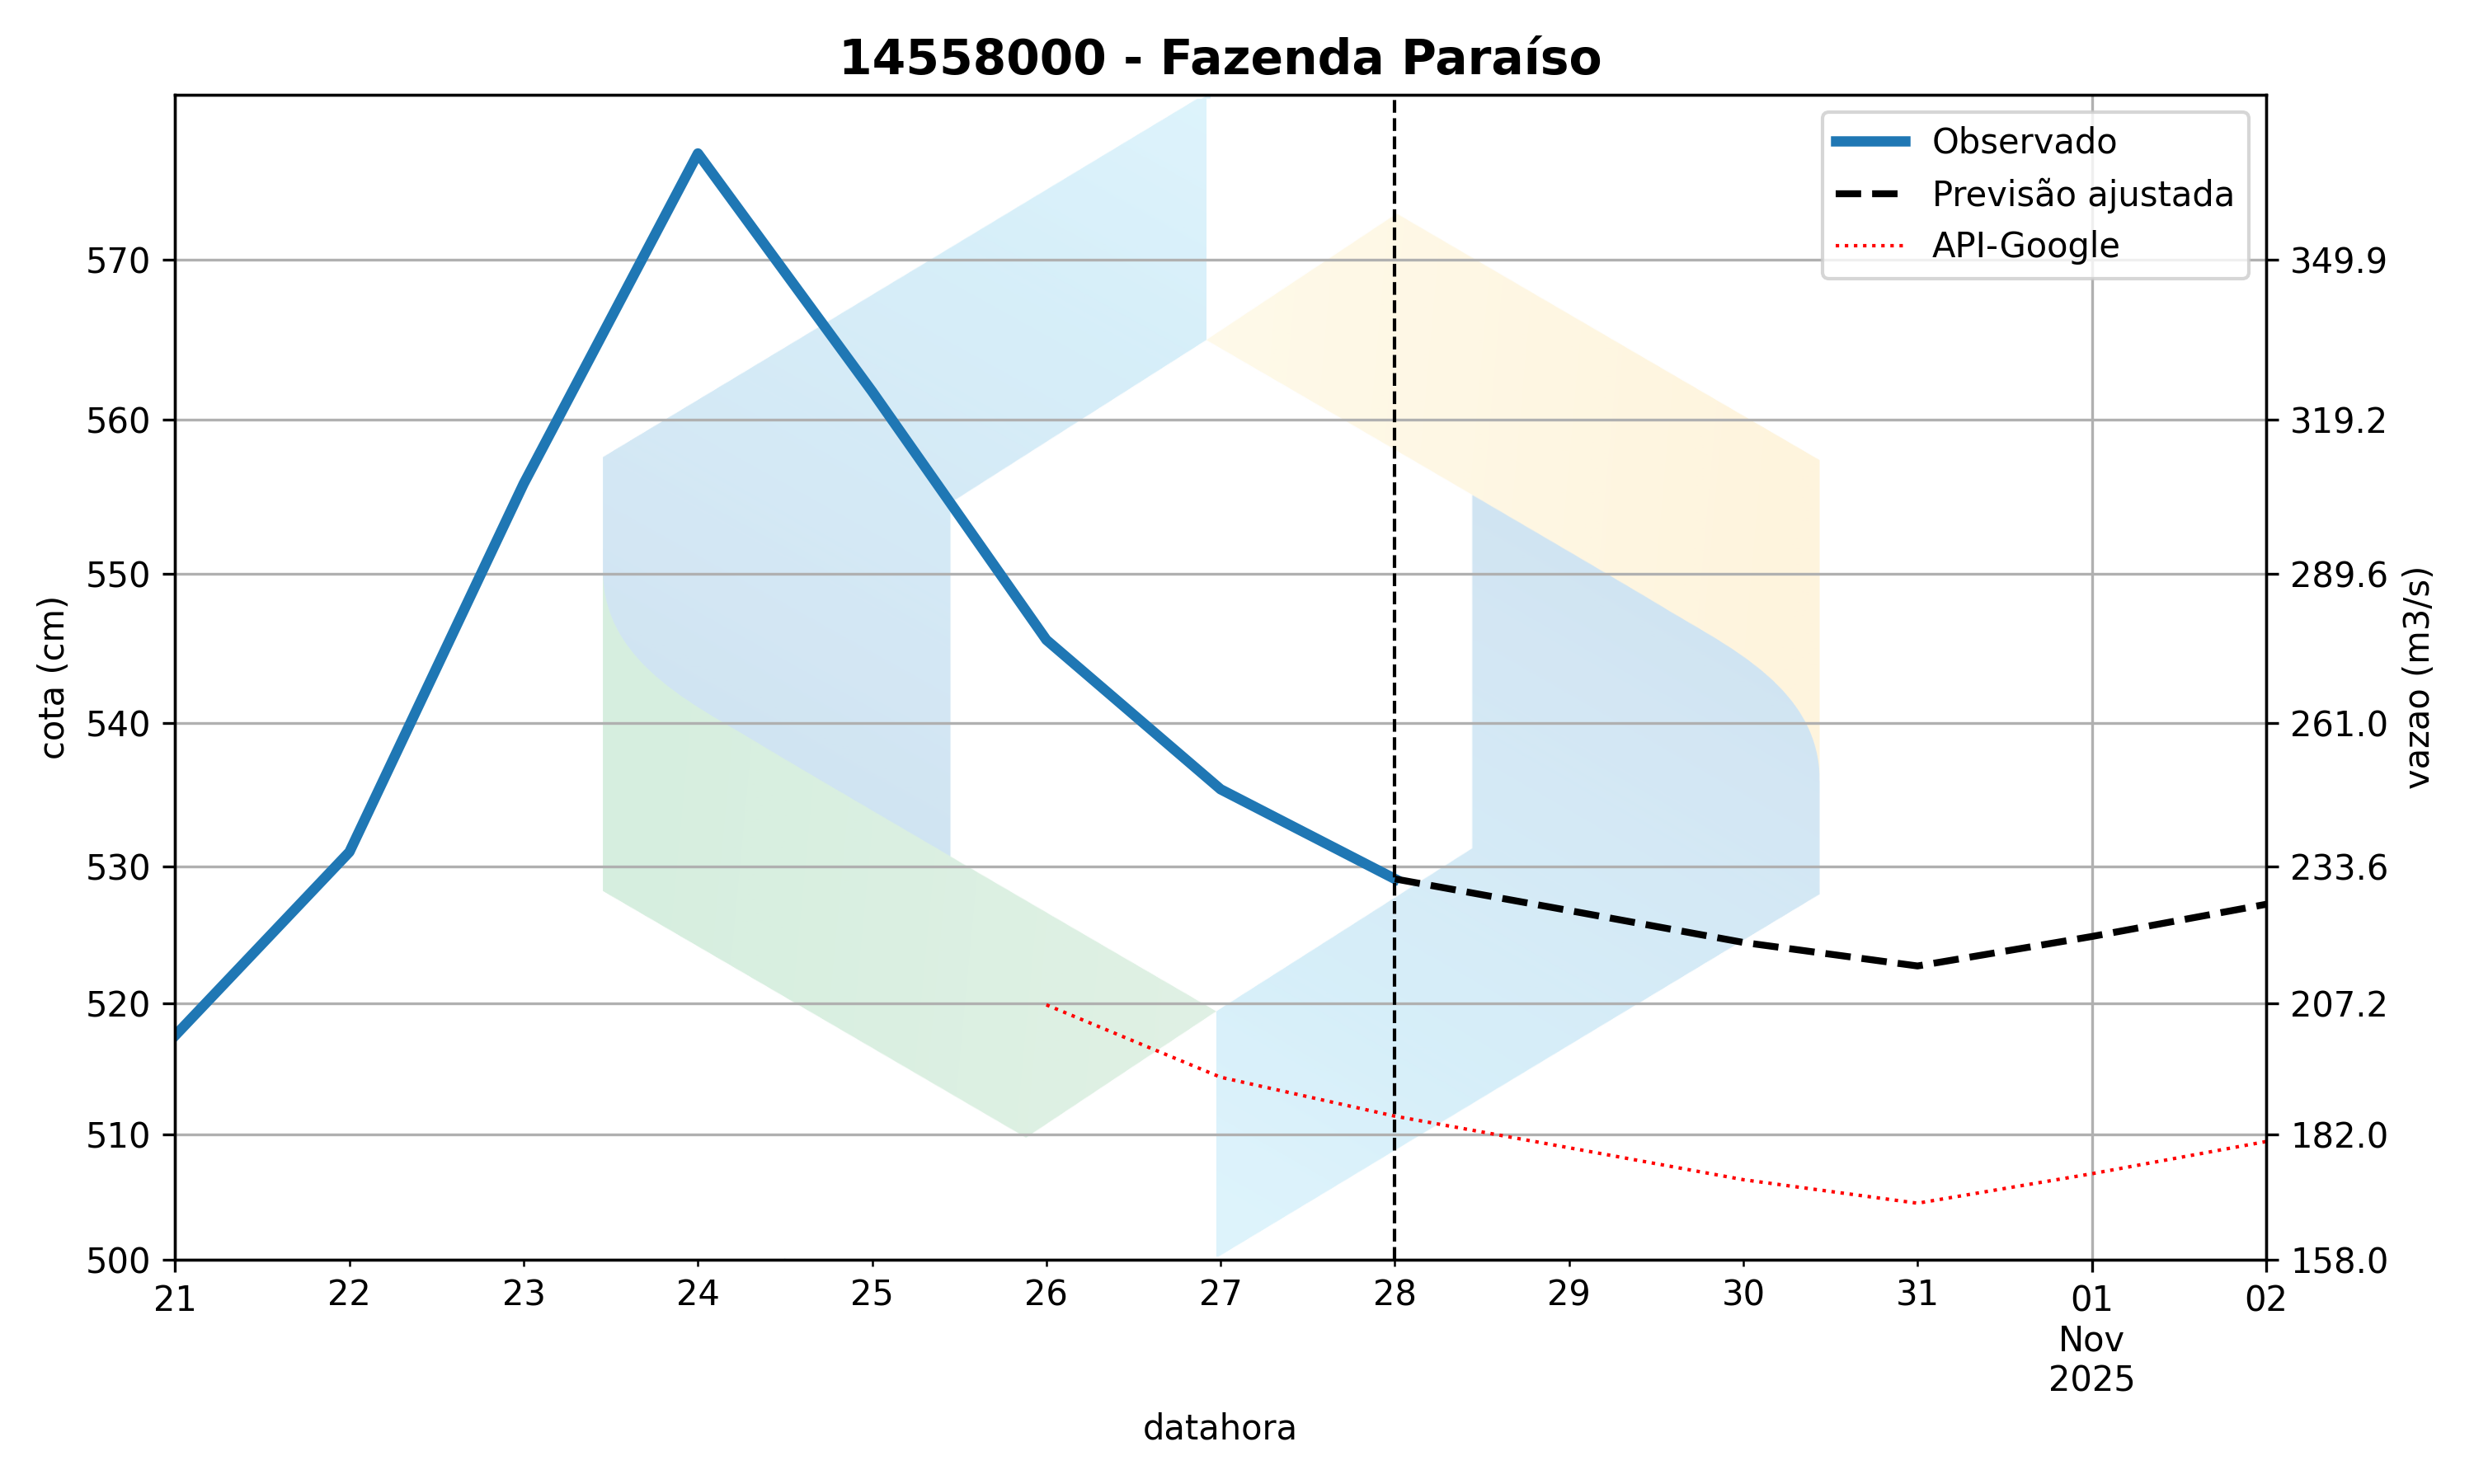 14558000 - Fazenda Paraíso
Observado
Previsão ajustada
API-Google
570
560
550
540
530
520
510
500
cota (cm)
349.9
319.2
289.6
261.0
233.6
207.2
182.0
158.0
vazao (m3/s)
21 22 23 24 25 26 27 28 29 30 31 01 02
Nov
2025
datahora